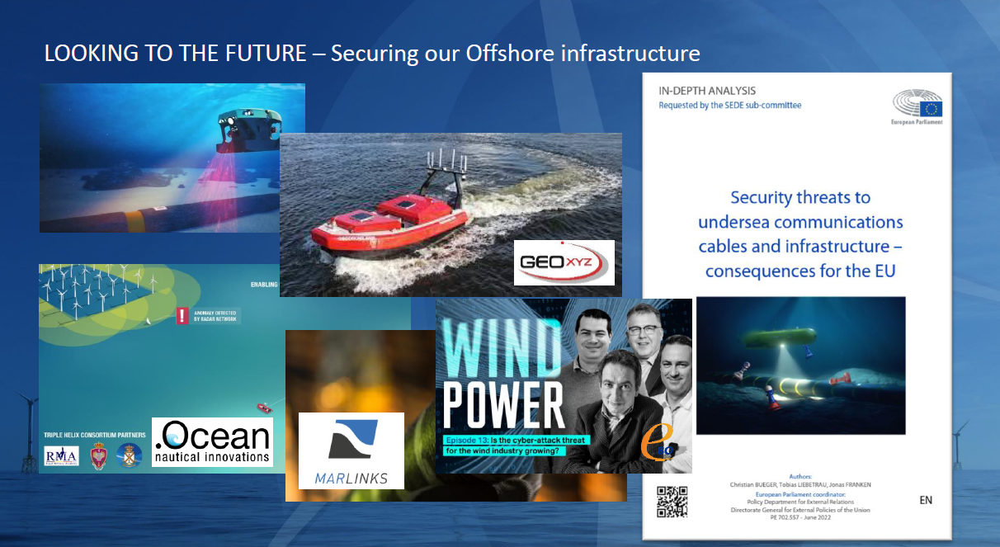 LOOKING TO THE FUTURE – Securing our Offshore infrastructure
GEOxyz
ENABLING
! ANOMALY DETECTED
BY RADAR NETWORK
TRIPLE HELIX CONSORTIUM PARTNERS
RMA
.Ocean
nautical innovations
MARLINKS
WIND
POWER
Episode 13: Is the cyber-attack threat
for the wind industry growing?
e
IN-DEPTH ANALYSIS
Requested by the SEDE sub-committee
European Parliament
Security threats to
undersea communications
cables and infrastructure –
consequences for the EU
Authors:
Christian BUEGER, Tobias LIEBETRAU, Jonas FRANKEN
European Parliament coordinator:
Policy Department for External Relations
Directorate General for External Policies of the Union
PE 702.557 - June 2022
EN